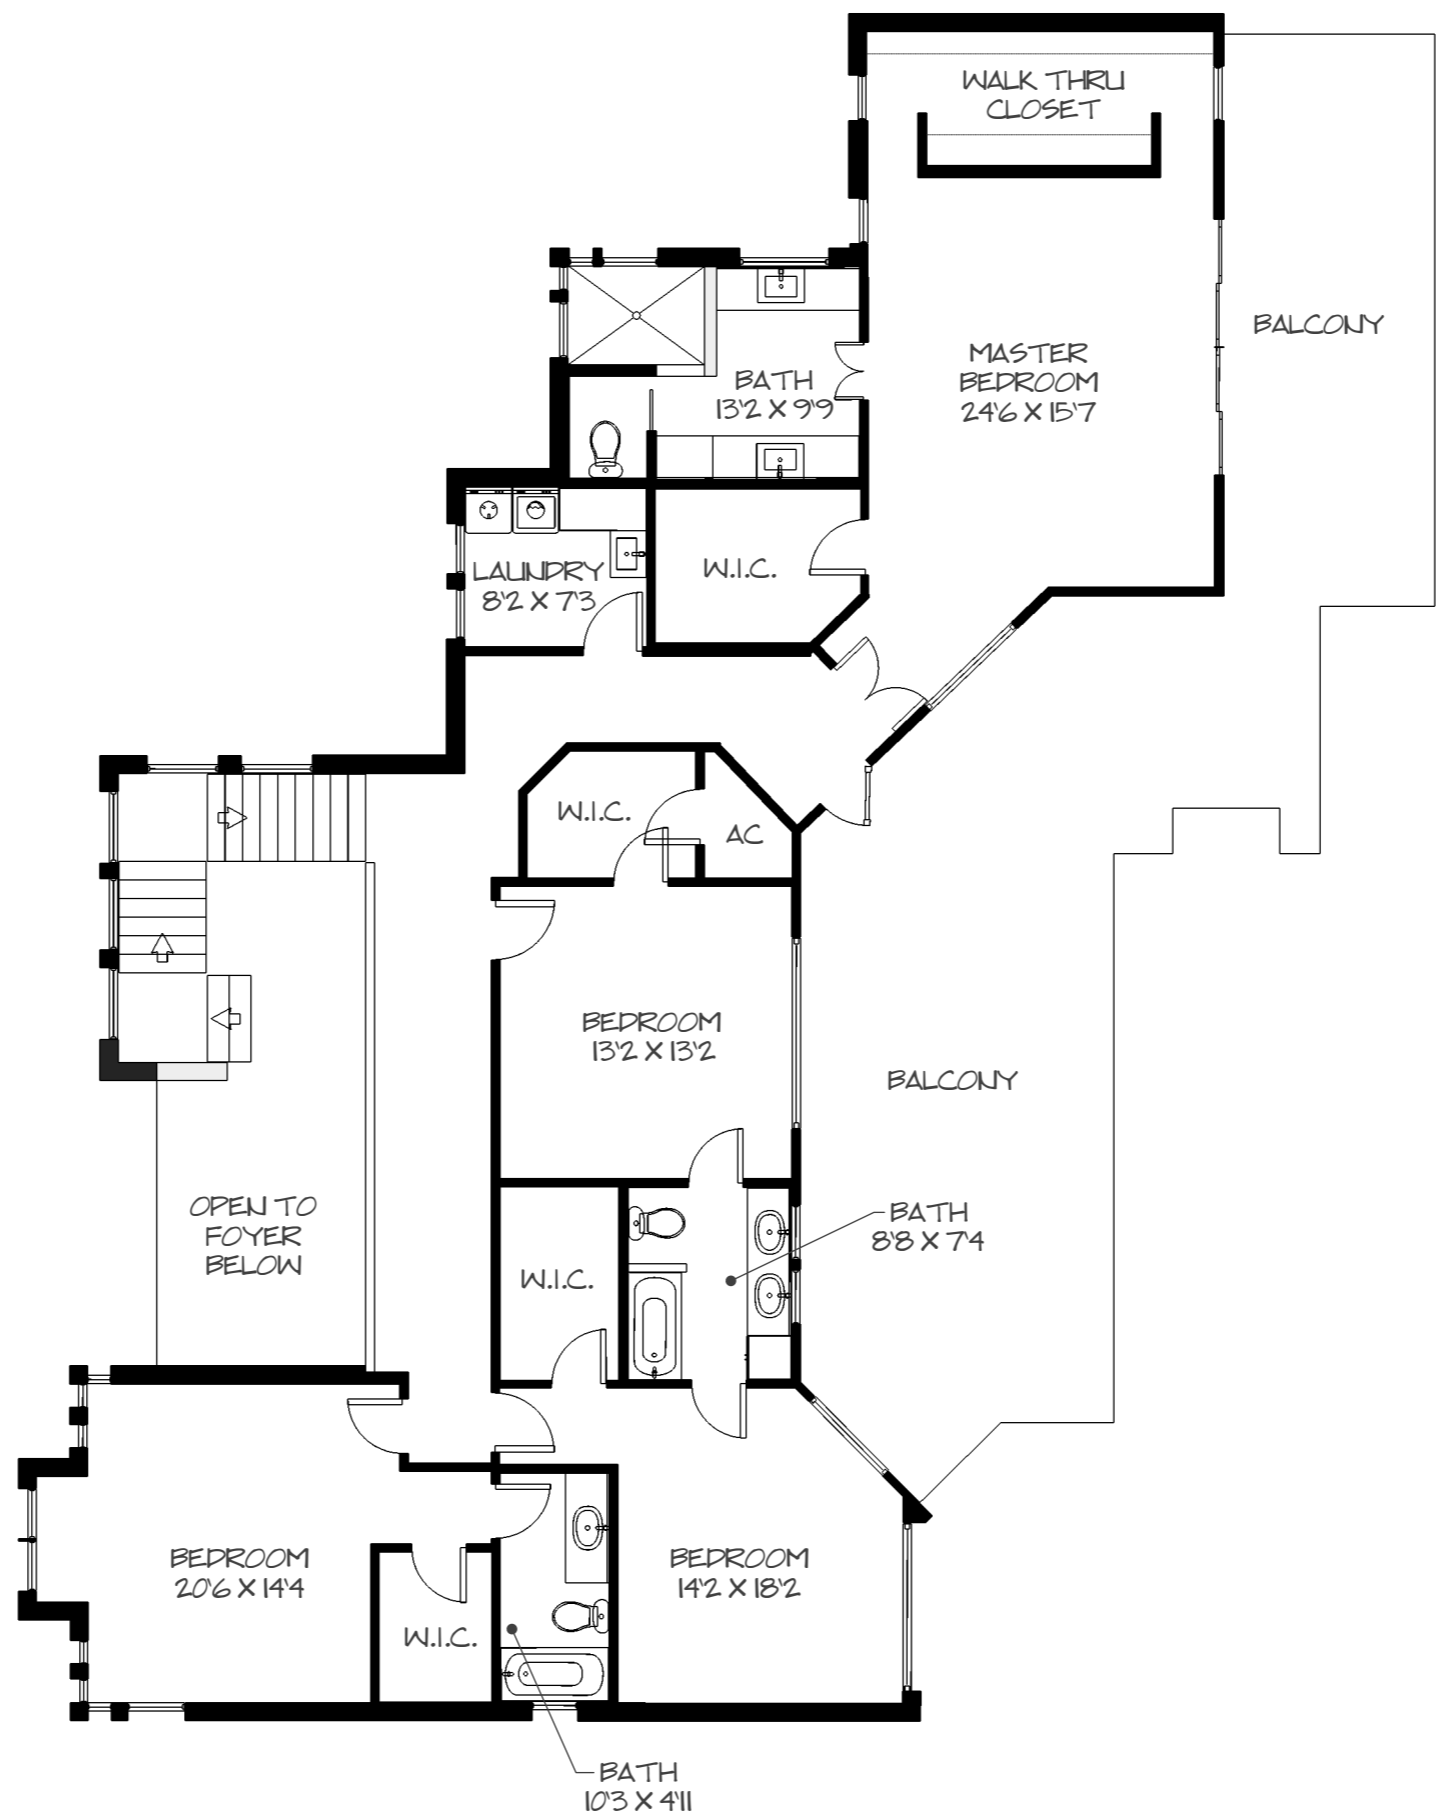 WALK THRU
CLOSET
BALCONY
MASTER
BEDROOM
24'6 X 15'7
BATH
13'2 X 9'9
W.I.C.
LAUNDRY
8'2 X 7'3
W.I.C.
AC
BEDROOM
13'2 X 13'2
BALCONY
OPEN TO
FOYER
BELOW
BATH
8'8 X 7'4
W.I.C.
BEDROOM
20'6 X 14'4
BEDROOM
14'2 X 18'2
W.I.C.
BATH
10'3 X 4'11